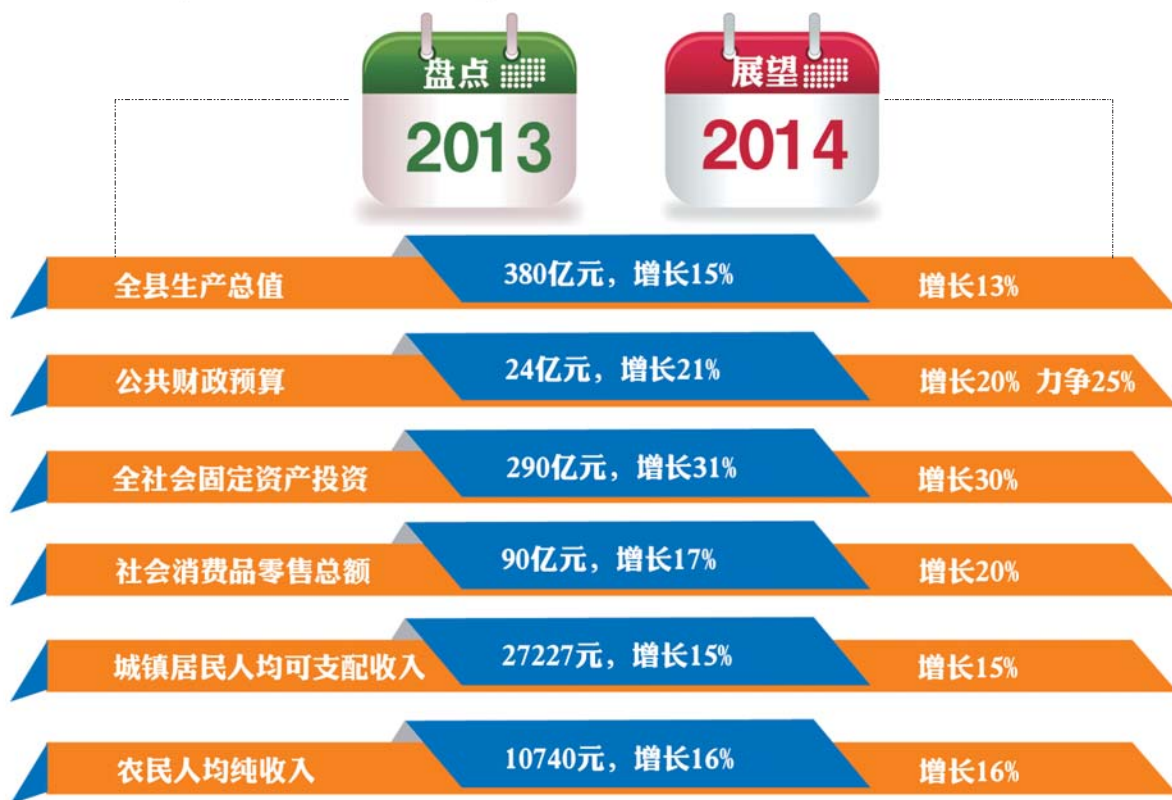 盘点
2013
展望
2014
全县生产总值 380亿元，增长15% 增长13%
公共财政预算 24亿元，增长21% 增长20% 力争25%
全社会固定资产投资 290亿元，增长31% 增长30%
社会消费品零售总额 90亿元，增长17% 增长20%
城镇居民人均可支配收入 27227元，增长15% 增长15%
农民人均纯收入 10740元，增长16% 增长16%